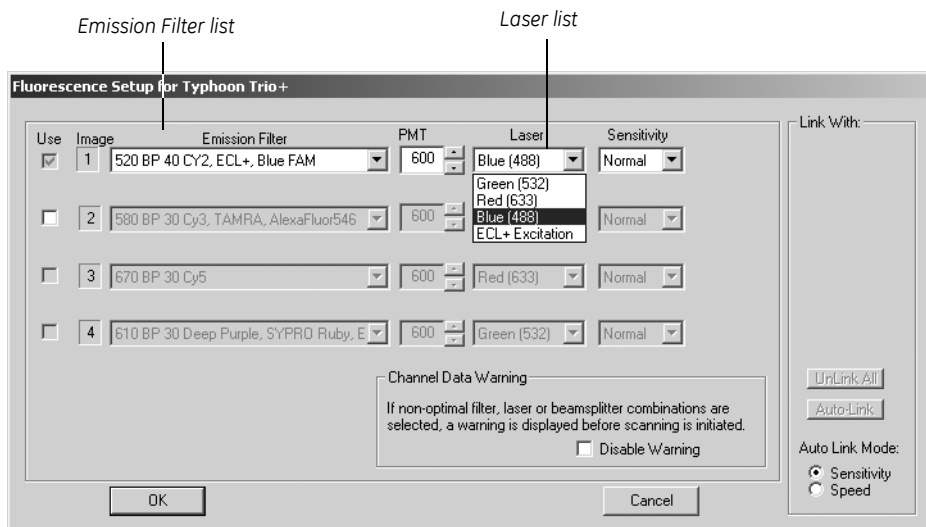 Emission Filter list
Laser list
Fluorescence Setup for Typhoon Trio+
Use Image Emission Filter PMT Laser Sensitivity
1 520 BP 40 CY2, ECL+, Blue FAM 600 Blue (488) Normal
Green (532)
Red (633)
Blue (488)
ECL+ Excitation
2 580 BP 30 Cy3, TAMRA, AlexaFluor546 600 Normal
3 670 BP 30 Cy5 600 Red (633) Normal
4 610 BP 30 Deep Purple, SYPRO Ruby, E 600 Green (532) Normal
Channel Data Warning
If non-optimal filter, laser or beamsplitter combinations are
selected, a warning is displayed before scanning is initiated.
Disable Warning
OK
Cancel
Link With:
UnLink All
Auto-Link
Auto Link Mode:
Sensitivity
Speed